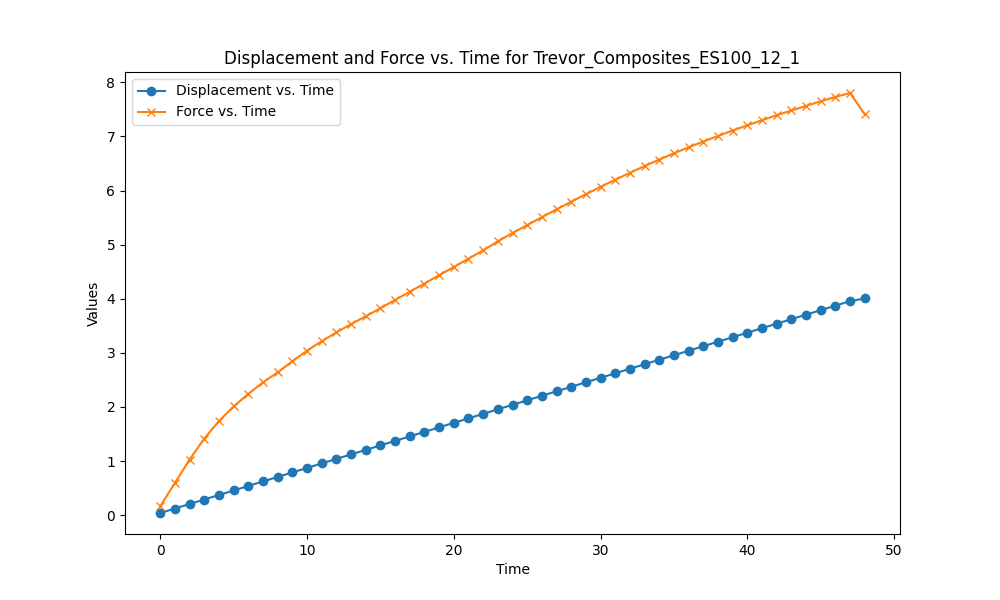 Displacement and Force vs. Time for Trevor_Composites_ES100_12_1
Displacement vs. Time
Force vs. Time
8
7
6
5
4
3
2
1
0
Values
0 10 20 30 40 50
Time